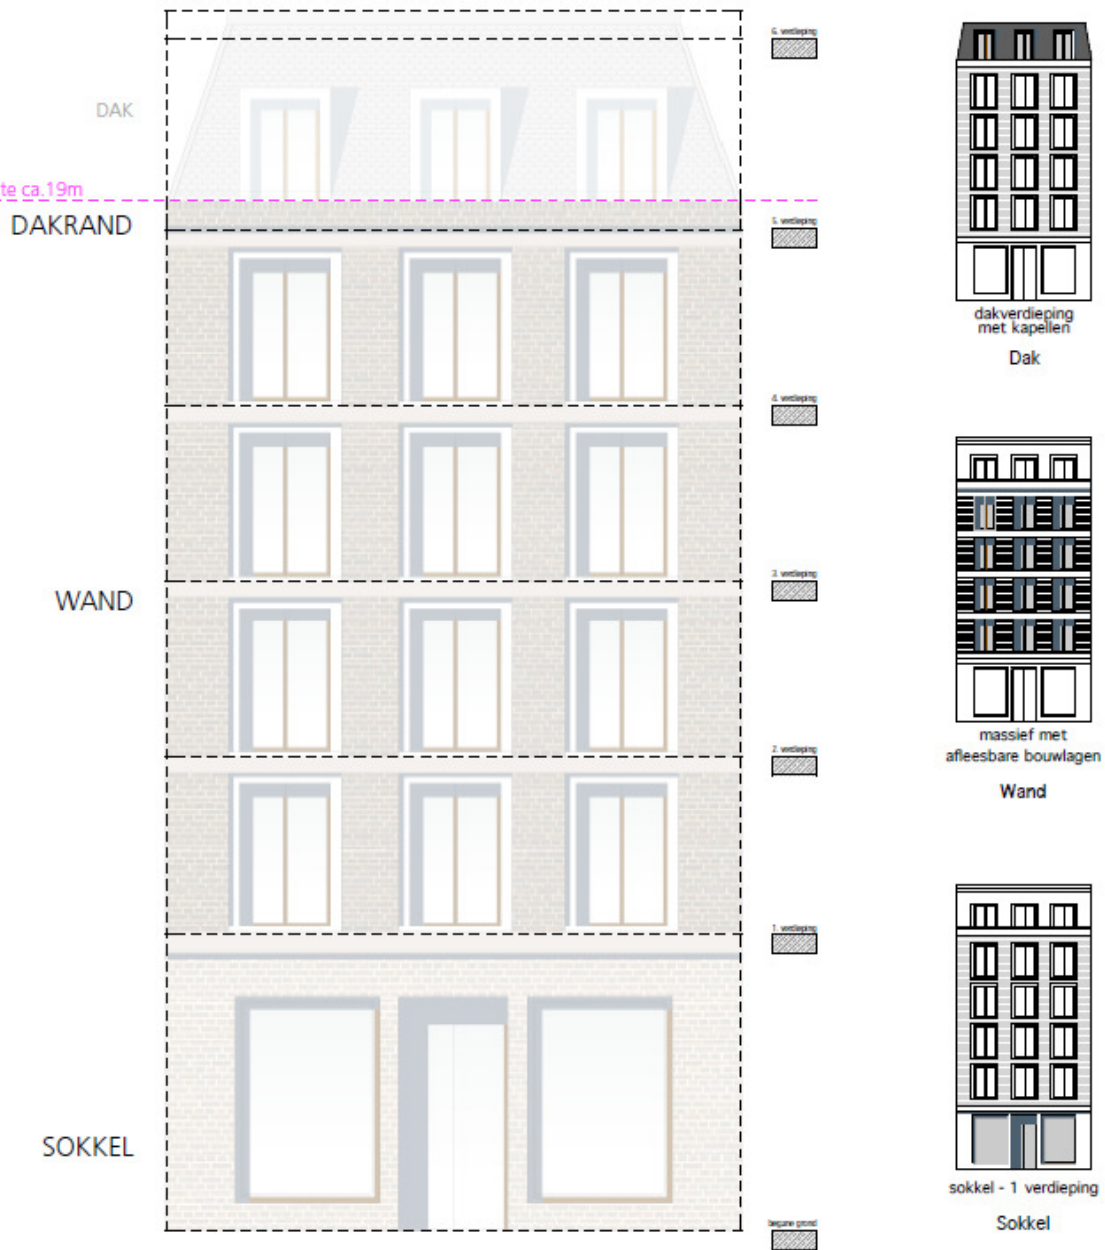 6. verdieping
DAK
te ca.19m
DAKRAND
5. verdieping
4. verdieping
3. verdieping
WAND
2. verdieping
1. verdieping
SOKKEL
begane grond
dakverdieping
met kapellen
Dak
massief met
afleesbare bouwlagen
Wand
sokkel - 1 verdieping
Sokkel